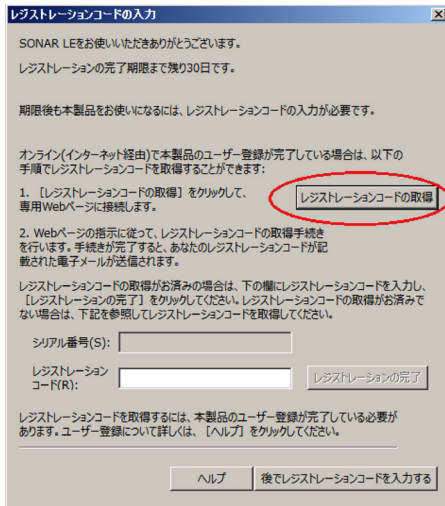 レジストレーションコードの入力
SONAR LEをお使いいただきありがとうございます。
レジストレーションの完了期限まで残り30日です。
期限後も本製品をお使いになるには、レジストレーションコードの入力が必要です。
オンライン(インターネット経由)で本製品のユーザー登録が完了している場合は、以下の
手順でレジストレーションコードを取得することができます:
1. [レジストレーションコードの取得] をクリックして、
専用Webページに接続します。
レジストレーションコードの取得
2. Webページの指示に従って、レジストレーションコードの取得手続き
を行います。手続きが完了すると、あなたのレジストレーションコードが記
載された電子メールが送信されます。
レジストレーションコードの取得がお済みの場合は、下の欄にレジストレーションコードを入力し、
[レジストレーションの完了] をクリックしてください。レジストレーションコードの取得がお済みで
ない場合は、下記を参照してレジストレーションコードを取得してください。
シリアル番号(S):
レジストレーション
コード(R):
レジストレーションの完了
レジストレーションコードを取得するには、本製品のユーザー登録が完了している必要が
あります。ユーザー登録について詳しくは、[ヘルプ] をクリックしてください。
ヘルプ
後でレジストレーションコードを入力する